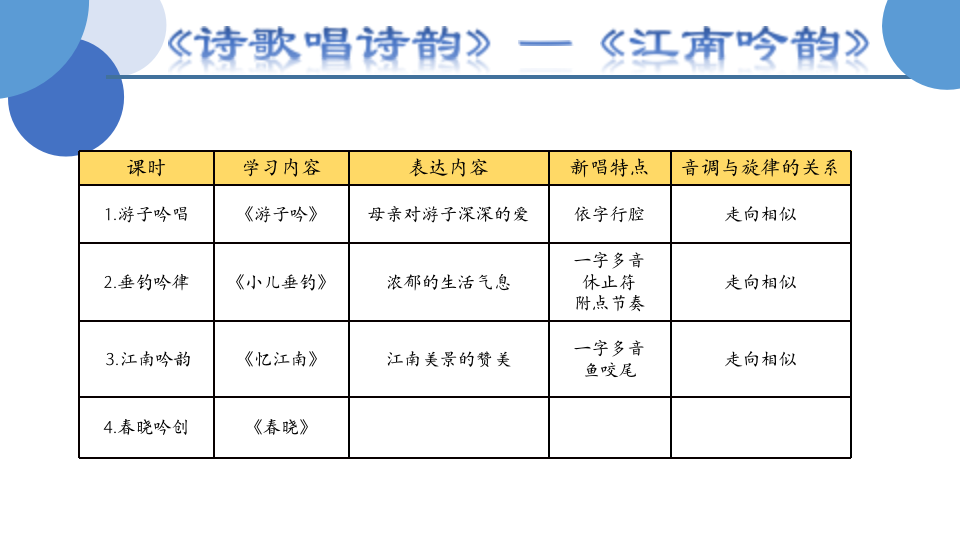 《诗歌唱诗韵》—《江南吟韵》
课时 学习内容 表达内容 新唱特点 音调与旋律的关系
1.游子吟唱 《游子吟》 母亲对游子深深的爱 依字行腔 走向相似
2.垂钓吟律 《小儿垂钓》 浓郁的生活气息 一字多音 走向相似
休止符
附点节奏
3.江南吟韵 《忆江南》 江南美景的赞美 一字多音 走向相似
鱼咬尾
4.春晓吟创 《春晓》